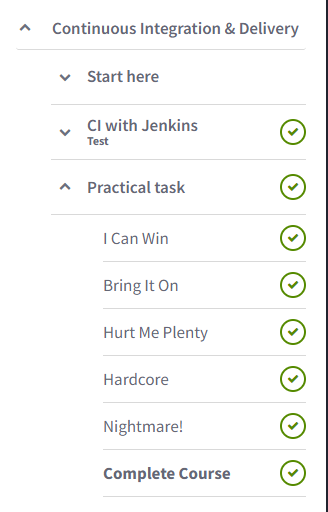 Continuous Integration & Delivery
Start here
CI with Jenkins
Test
Practical task
I Can Win
Bring It On
Hurt Me Plenty
Hardcore
Nightmare!
Complete Course